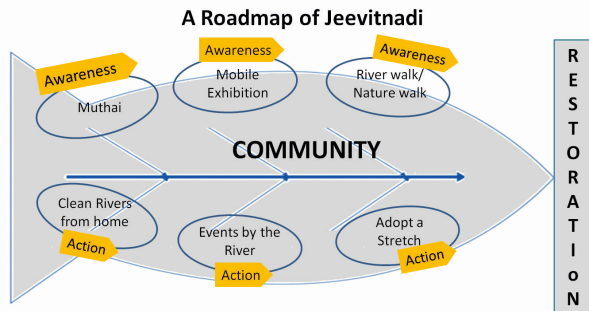 A Roadmap of Jeevitnadi
Awareness
Muthai
Awareness
Mobile
Exhibition
Awareness
River walk/
Nature walk
COMMUNITY
Clean Rivers
from home
Action
Events by the
River
Action
Adopt a
Stretch
Action
R
E
S
T
O
R
A
T
I
o
N